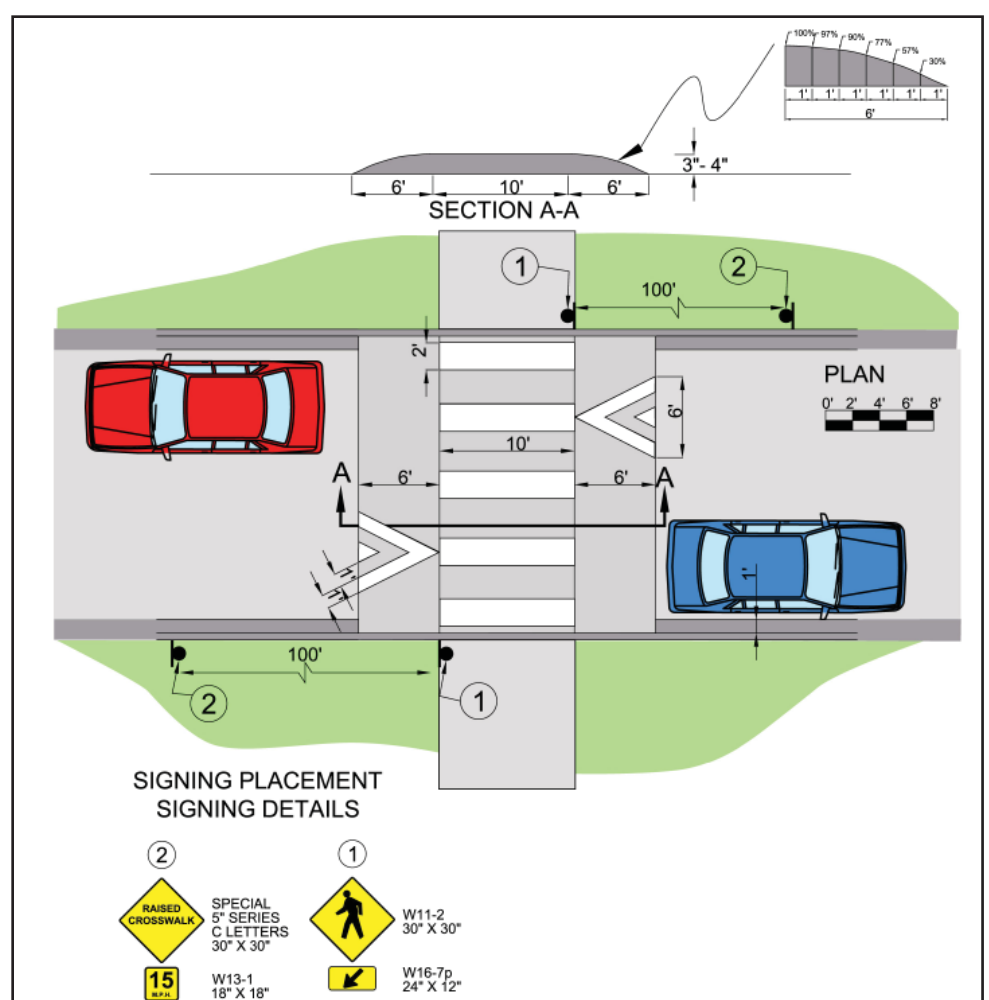 100%
97%
90%
77%
57%
30%
1'
1'
1'
1'
1'
1'
6'
3"- 4"
6'
10'
6'
SECTION A-A
1
2
100'
2'
PLAN
0' 2' 4' 6' 8'
6'
10'
A
6'
6'
A
1'
1'
1'
100'
2
1
SIGNING PLACEMENT
SIGNING DETAILS
2
RAISED
CROSSWALK
SPECIAL
5" SERIES
C LETTERS
30" X 30"
15
M.P.H.
W13-1
18" X 18"
1
W11-2
30" X 30"
W16-7p
24" X 12"